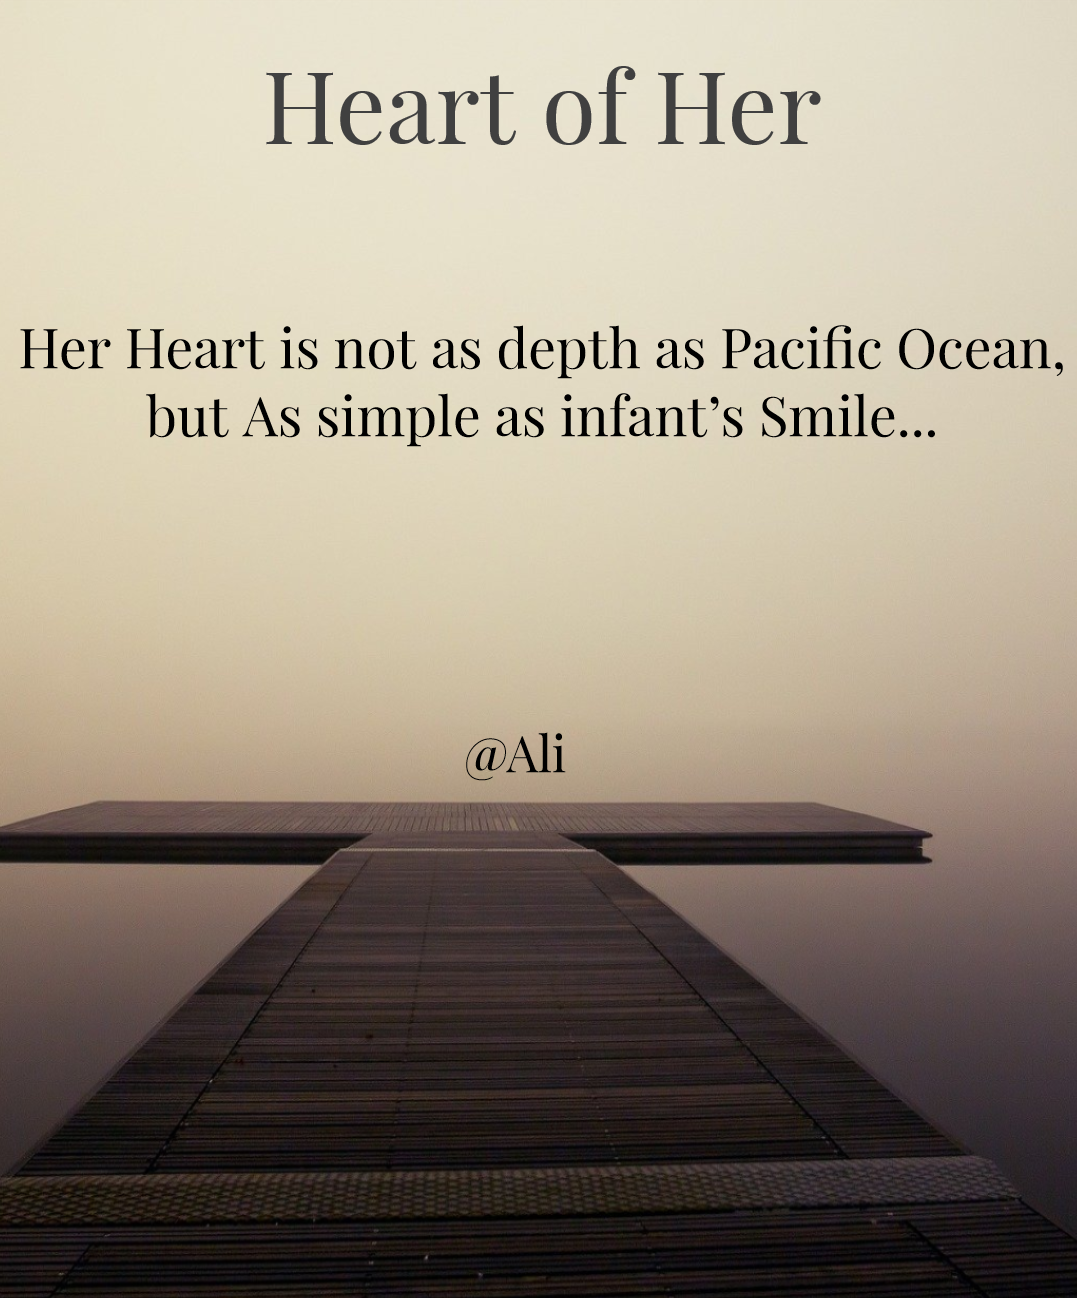 Heart of Her
Her Heart is not as depth as Pacific Ocean,
but As simple as infant’s Smile...
@Ali